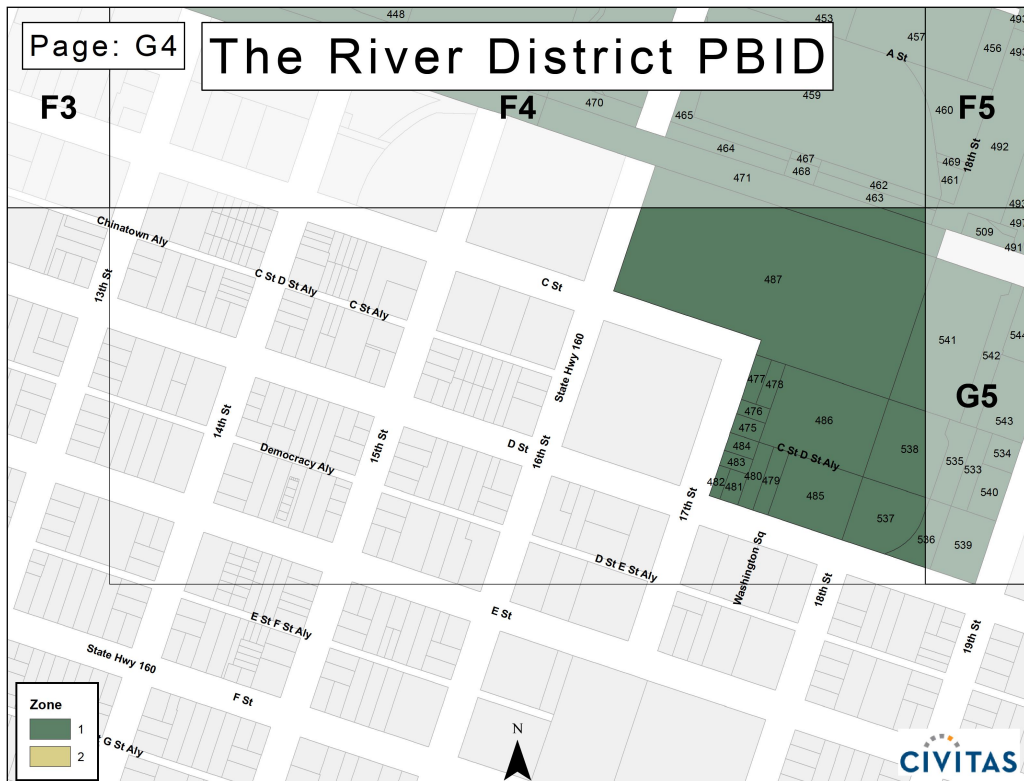 Page: G4
The River District PBID
448
453
457
456
493
493
A St
459
460
F3
F4
F5
470
465
464
467
468
471
462
463
469
461
18th St
492
493
497
509
491
Chinatown Aly
13th St
C St D St Aly
C St Aly
C St
487
State Hwy 160
541
544
542
G5
477
478
476
475
486
543
14th St
15th St
Democracy Aly
D St
16th St
484
483
482
481
480
479
C St D St Aly
485
538
535
533
534
540
537
536
539
17th St
Washington Sq
D St E St Aly
18th St
19th St
E St
E St F St Aly
State Hwy 160
F St
G St Aly
Zone
1
2
N
CIVITAS